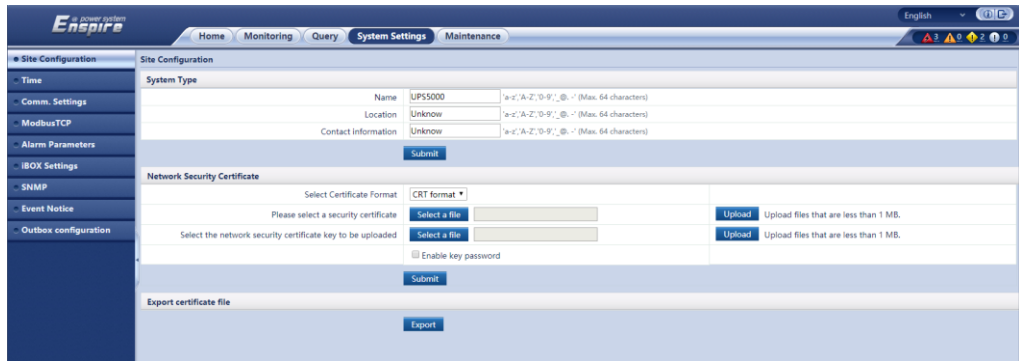 Enspire e power system
English
Home Monitoring Query System Settings Maintenance
3 0 2 0
Site Configuration
Time
Comm. Settings
ModbusTCP
Alarm Parameters
iBOX Settings
SNMP
Event Notice
Outbox configuration
Site Configuration
System Type
Name UPS5000 'a-z','A-Z','0-9','_@. -' (Max. 64 characters)
Location Unknow 'a-z','A-Z','0-9','_@. -' (Max. 64 characters)
Contact information Unknow 'a-z','A-Z','0-9','_@. -' (Max. 64 characters)
Submit
Network Security Certificate
Select Certificate Format CRT format
Please select a security certificate Select a file Upload Upload files that are less than 1 MB.
Select the network security certificate key to be uploaded Select a file Upload Upload files that are less than 1 MB.
Enable key password
Submit
Export certificate file
Export